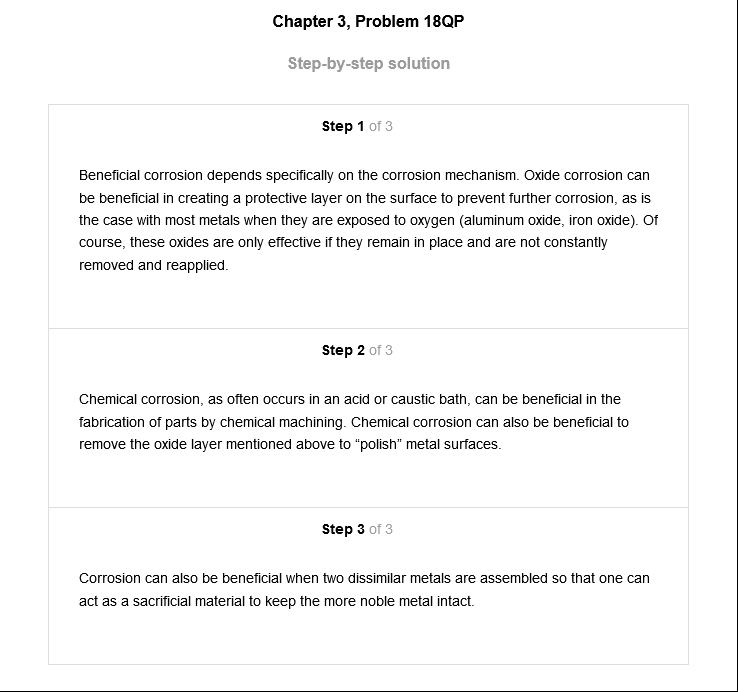 Chapter 3, Problem 18QP
Step-by-step solution
Step 1 of 3
Beneficial corrosion depends specifically on the corrosion mechanism. Oxide corrosion can
be beneficial in creating a protective layer on the surface to prevent further corrosion, as is
the case with most metals when they are exposed to oxygen (aluminum oxide, iron oxide). Of
course, these oxides are only effective if they remain in place and are not constantly
removed and reapplied.
Step 2 of 3
Chemical corrosion, as often occurs in an acid or caustic bath, can be beneficial in the
fabrication of parts by chemical machining. Chemical corrosion can also be beneficial to
remove the oxide layer mentioned above to “polish” metal surfaces.
Step 3 of 3
Corrosion can also be beneficial when two dissimilar metals are assembled so that one can
act as a sacrificial material to keep the more noble metal intact.